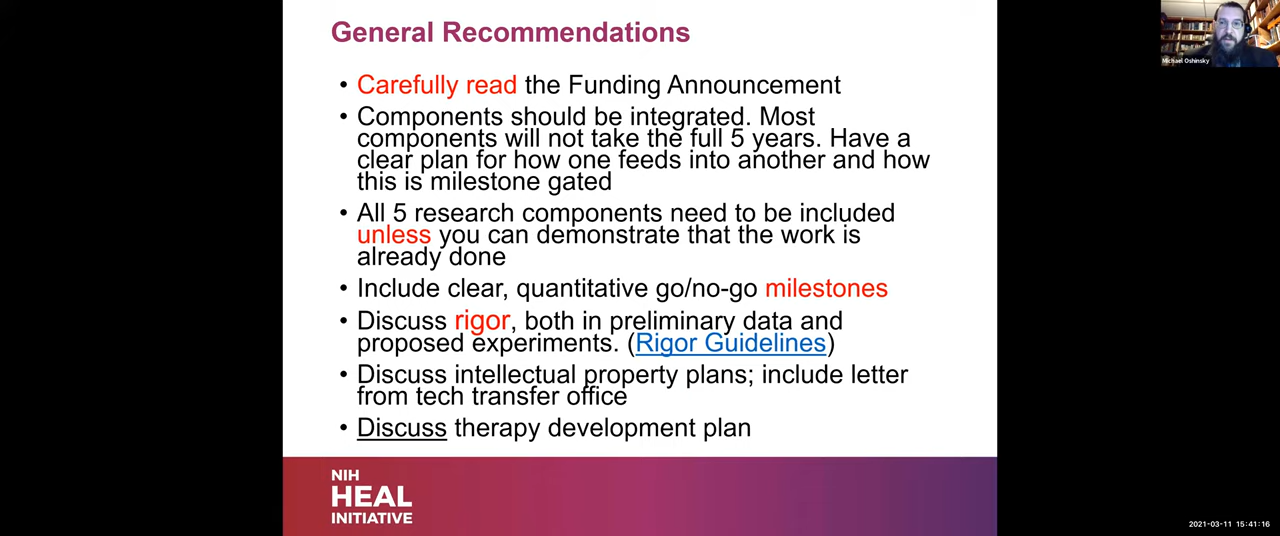 General Recommendations
• Carefully read the Funding Announcement
• Components should be integrated. Most
components will not take the full 5 years. Have a
clear plan for how one feeds into another and how
this is milestone gated
• All 5 research components need to be included
unless you can demonstrate that the work is
already done
• Include clear, quantitative go/no-go milestones
• Discuss rigor, both in preliminary data and
proposed experiments. (Rigor Guidelines)
• Discuss intellectual property plans; include letter
from tech transfer office
• Discuss therapy development plan
NIH
HEAL
INITIATIVE
Michael Oshinsky
2021-03-11 15:41:16